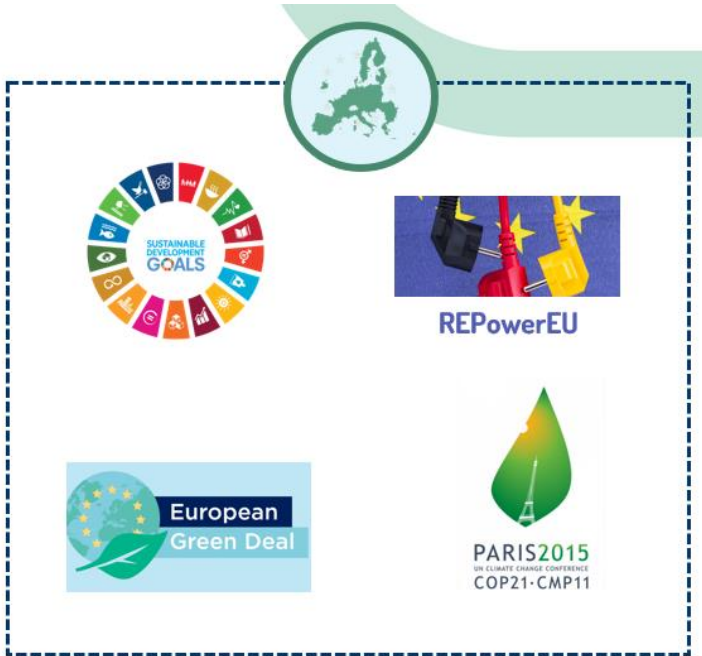 SUSTAINABLE
DEVELOPMENT
GOALS
REPowerEU
European
Green Deal
PARIS2015
UN CLIMATE CHANGE CONFERENCE
COP21·CMP11